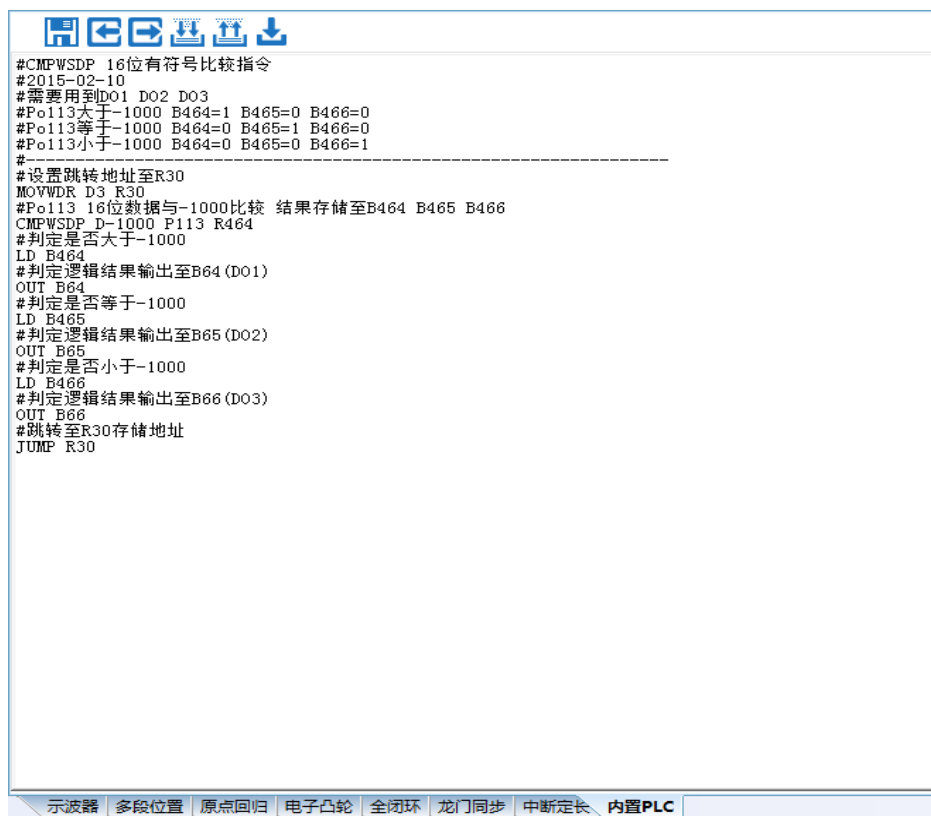 #CMPWSDP 16位有符号比较指令
#2015-02-10
#需要用到DO1 DO2 DO3
#Po113大于-1000 B464=1 B465=0 B466=0
#Po113等于-1000 B464=0 B465=1 B466=0
#Po113小于-1000 B464=0 B465=0 B466=1
#-----------------------------------------------------------------
#设置跳转地址至R30
MOVWDR D3 R30
#Po113 16位数据与-1000比较 结果存储至B464 B465 B466
CMPWSDP D-1000 P113 R464
#判定是否大于-1000
LD B464
#判定逻辑结果输出至B64(DO1)
OUT B64
#判定是否等于-1000
LD B465
#判定逻辑结果输出至B65(DO2)
OUT B65
#判定是否小于-1000
LD B466
#判定逻辑结果输出至B66(DO3)
OUT B66
#跳转至R30存储地址
JUMP R30
示波器 多段位置 原点回归 电子凸轮 全闭环 龙门同步 中断定长 内置PLC